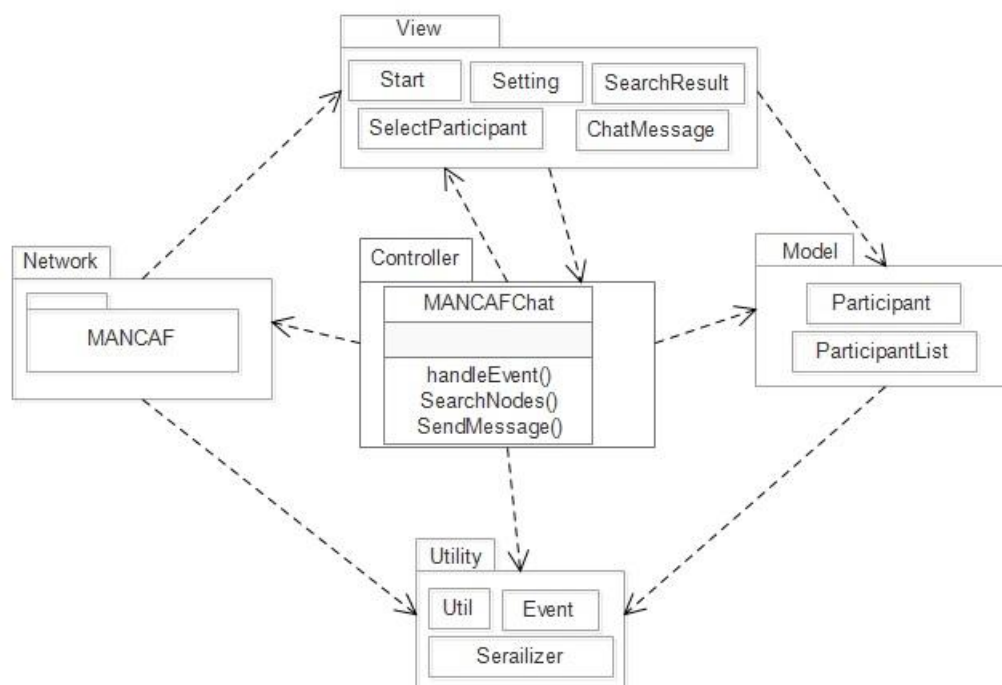 View
Start
Setting
SearchResult
SelectParticipant
ChatMessage
Network
MANCAF
Controller
MANCAFChat
handleEvent()
SearchNodes()
SendMessage()
Model
Participant
ParticipantList
Utility
Util
Event
Serailizer